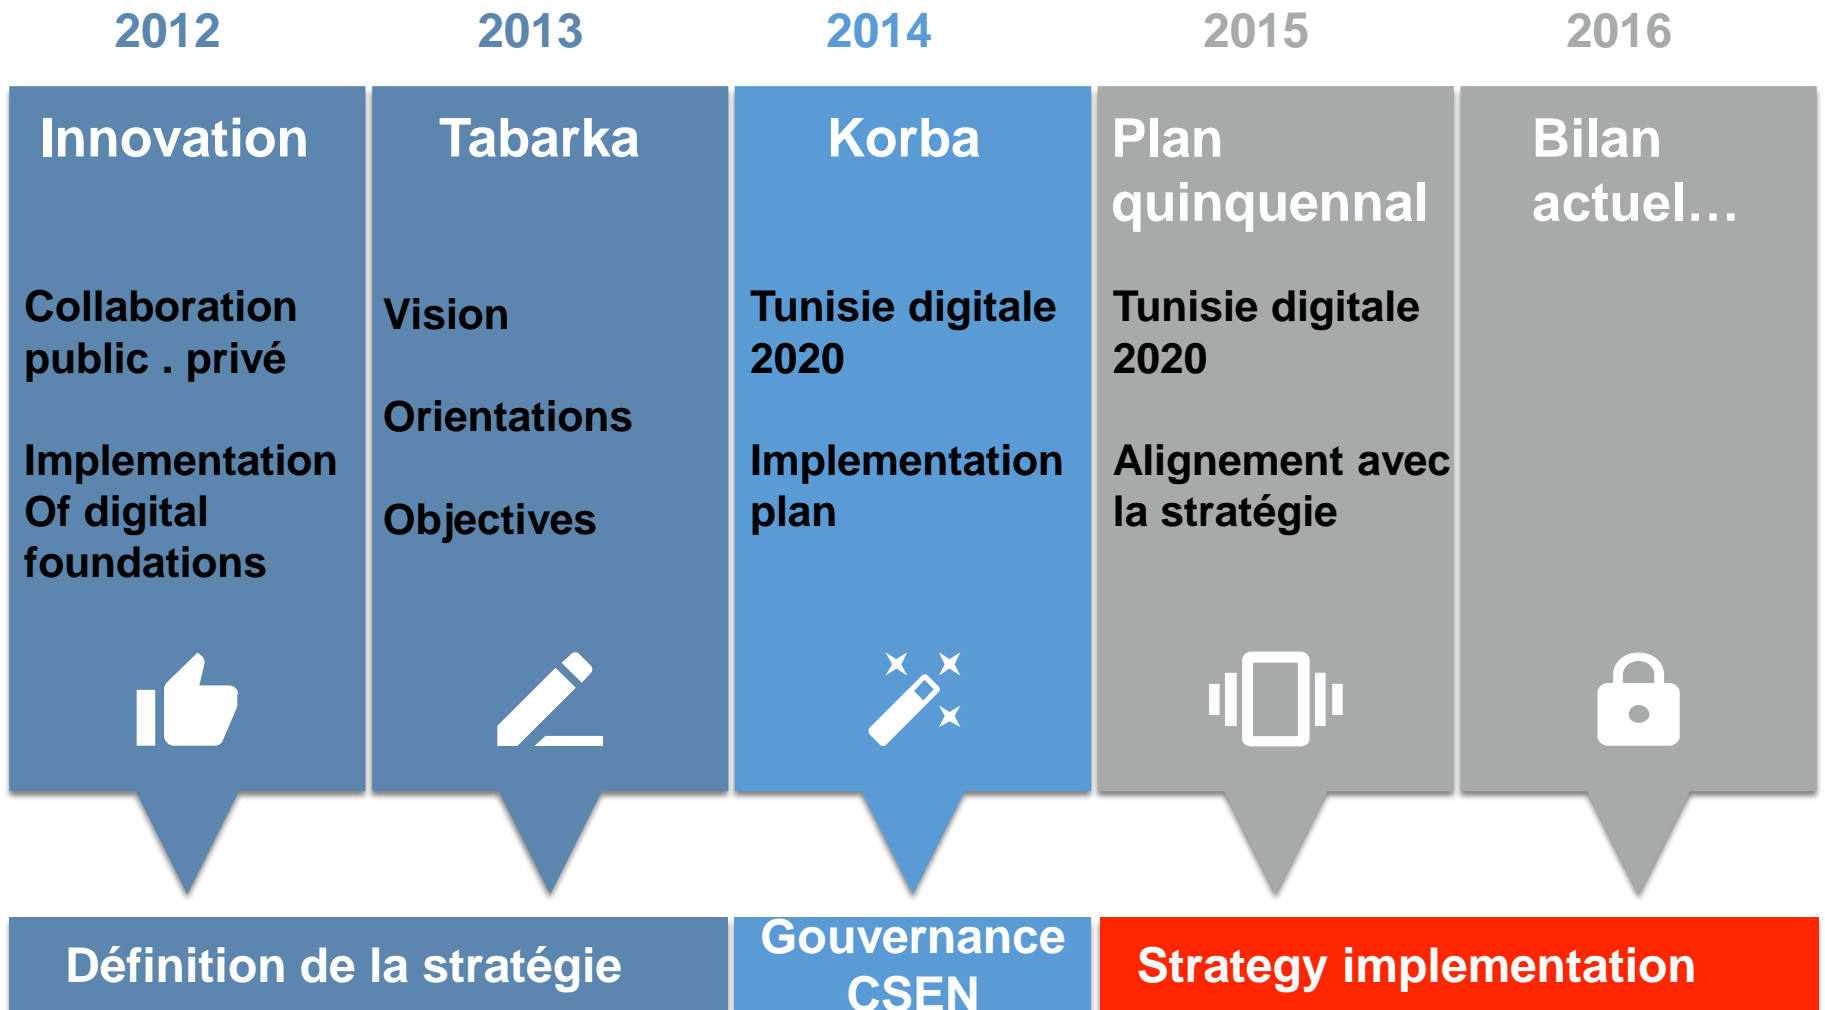 2012
2013
2014
2015
2016
Innovation
Collaboration
public . privé
Implementation
Of digital
foundations
Tabarka
Vision
Orientations
Objectives
Korba
Tunisie digitale
2020
Implementation
plan
Plan
quinquennal
Tunisie digitale
2020
Alignement avec
la stratégie
Bilan
actuel…
Définition de la stratégie
Gouvernance
CSEN
Strategy implementation